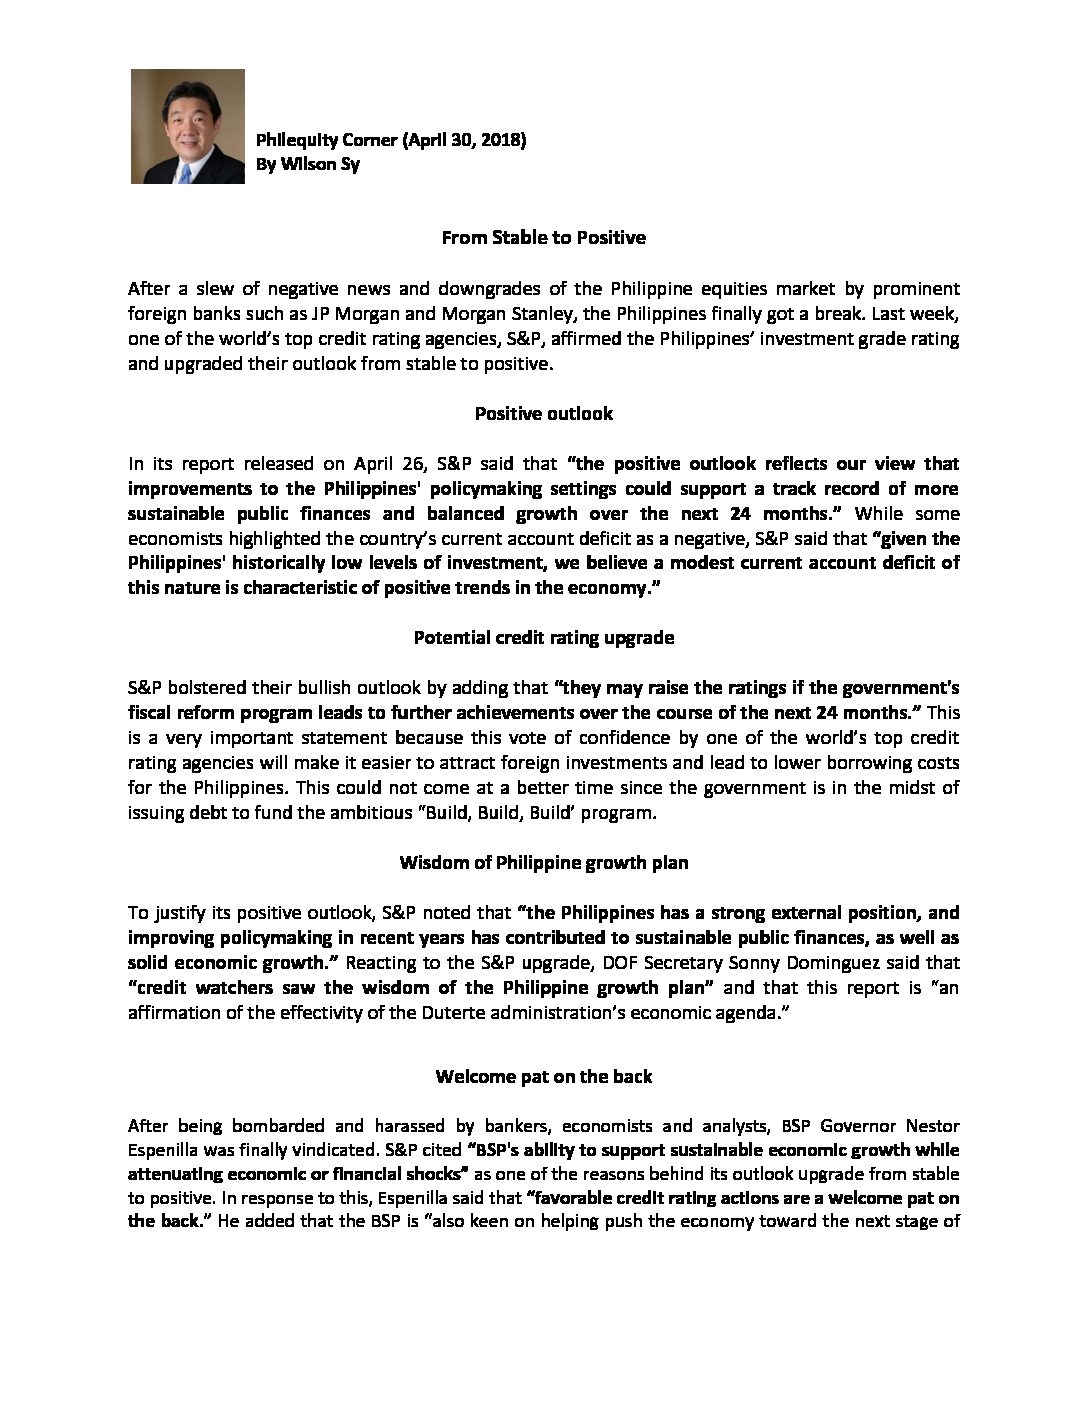 Philequity Corner (April 30, 2018)
By Wilson Sy
From Stable to Positive
After a slew of negative news and downgrades of the Philippine equities market by prominent
foreign banks such as JP Morgan and Morgan Stanley, the Philippines finally got a break. Last week,
one of the world’s top credit rating agencies, S&P, affirmed the Philippines’ investment grade rating
and upgraded their outlook from stable to positive.
Positive outlook
In its report released on April 26, S&P said that “the positive outlook reflects our view that
improvements to the Philippines' policymaking settings could support a track record of more
sustainable public finances and balanced growth over the next 24 months.” While some
economists highlighted the country’s current account deficit as a negative, S&P said that “given the
Philippines' historically low levels of investment, we believe a modest current account deficit of
this nature is characteristic of positive trends in the economy.”
Potential credit rating upgrade
S&P bolstered their bullish outlook by adding that “they may raise the ratings if the government's
fiscal reform program leads to further achievements over the course of the next 24 months.” This
is a very important statement because this vote of confidence by one of the world’s top credit
rating agencies will make it easier to attract foreign investments and lead to lower borrowing costs
for the Philippines. This could not come at a better time since the government is in the midst of
issuing debt to fund the ambitious “Build, Build, Build’ program.
Wisdom of Philippine growth plan
To justify its positive outlook, S&P noted that “the Philippines has a strong external position, and
improving policymaking in recent years has contributed to sustainable public finances, as well as
solid economic growth.” Reacting to the S&P upgrade, DOF Secretary Sonny Dominguez said that
“credit watchers saw the wisdom of the Philippine growth plan” and that this report is “an
affirmation of the effectivity of the Duterte administration’s economic agenda.”
Welcome pat on the back
After being bombarded and harassed by bankers, economists and analysts, BSP Governor Nestor
Espenilla was finally vindicated. S&P cited “BSP's ability to support sustainable economic growth while
attenuating economic or financial shocks” as one of the reasons behind its outlook upgrade from stable
to positive. In response to this, Espenilla said that “favorable credit rating actions are a welcome pat on
the back.” He added that the BSP is “also keen on helping push the economy toward the next stage of